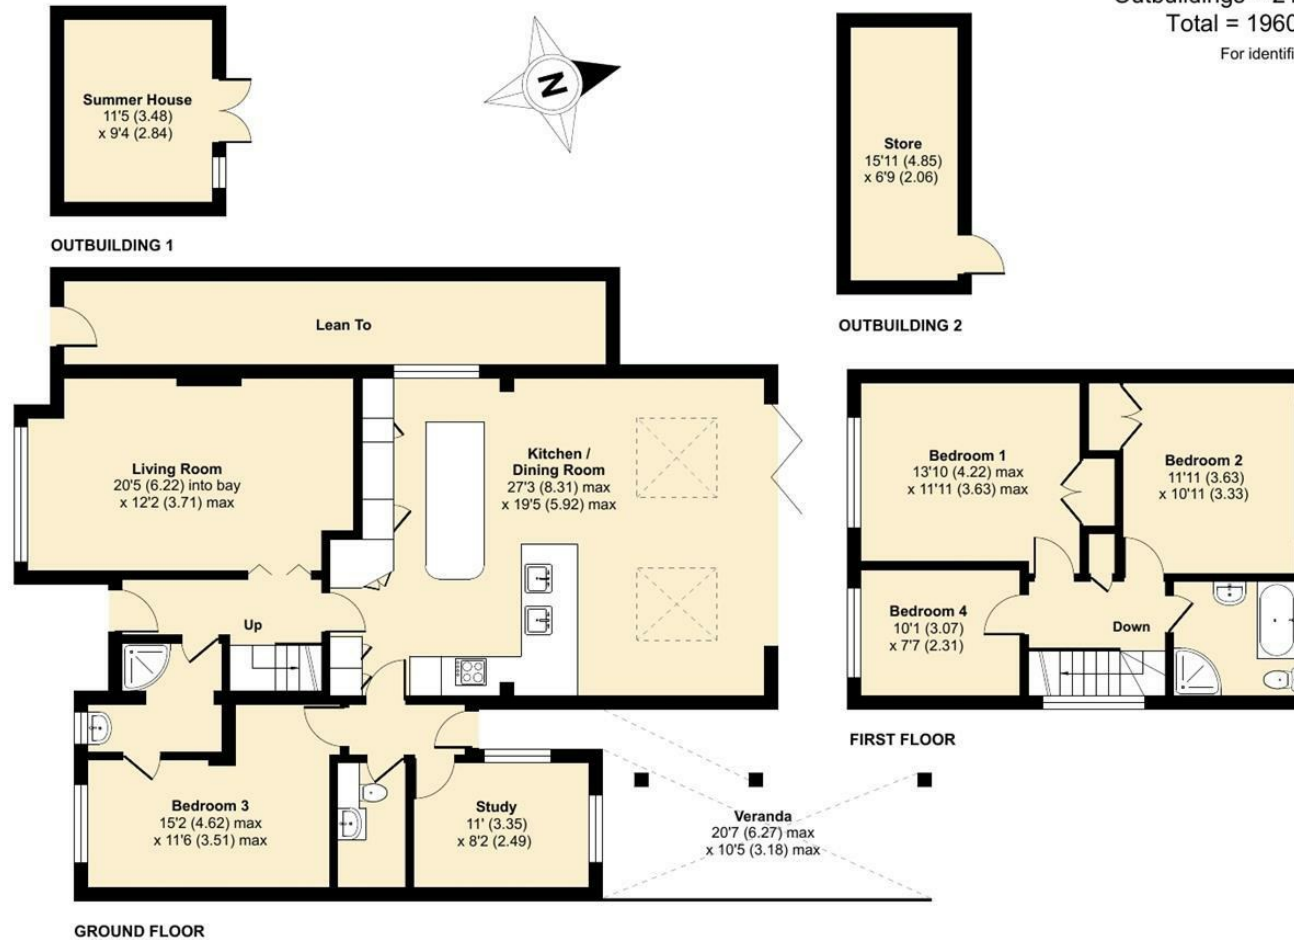 Outbuildings = 21
Total = 1960
For identifi
N
Summer House
11'5 (3.48)
x 9'4 (2.84)
OUTBUILDING 1
Store
15'11 (4.85)
x 6'9 (2.06)
OUTBUILDING 2
Lean To
Living Room
20'5 (6.22) into bay
x 12'2 (3.71) max
Kitchen /
Dining Room
27'3 (8.31) max
x 19'5 (5.92) max
Up
Bedroom 3
15'2 (4.62) max
x 11'6 (3.51) max
Study
11' (3.35)
x 8'2 (2.49)
Veranda
20'7 (6.27) max
x 10'5 (3.18) max
GROUND FLOOR
Bedroom 1
13'10 (4.22) max
x 11'11 (3.63) max
Bedroom 2
11'11 (3.63)
x 10'11 (3.33)
Bedroom 4
10'1 (3.07)
x 7'7 (2.31)
Down
FIRST FLOOR